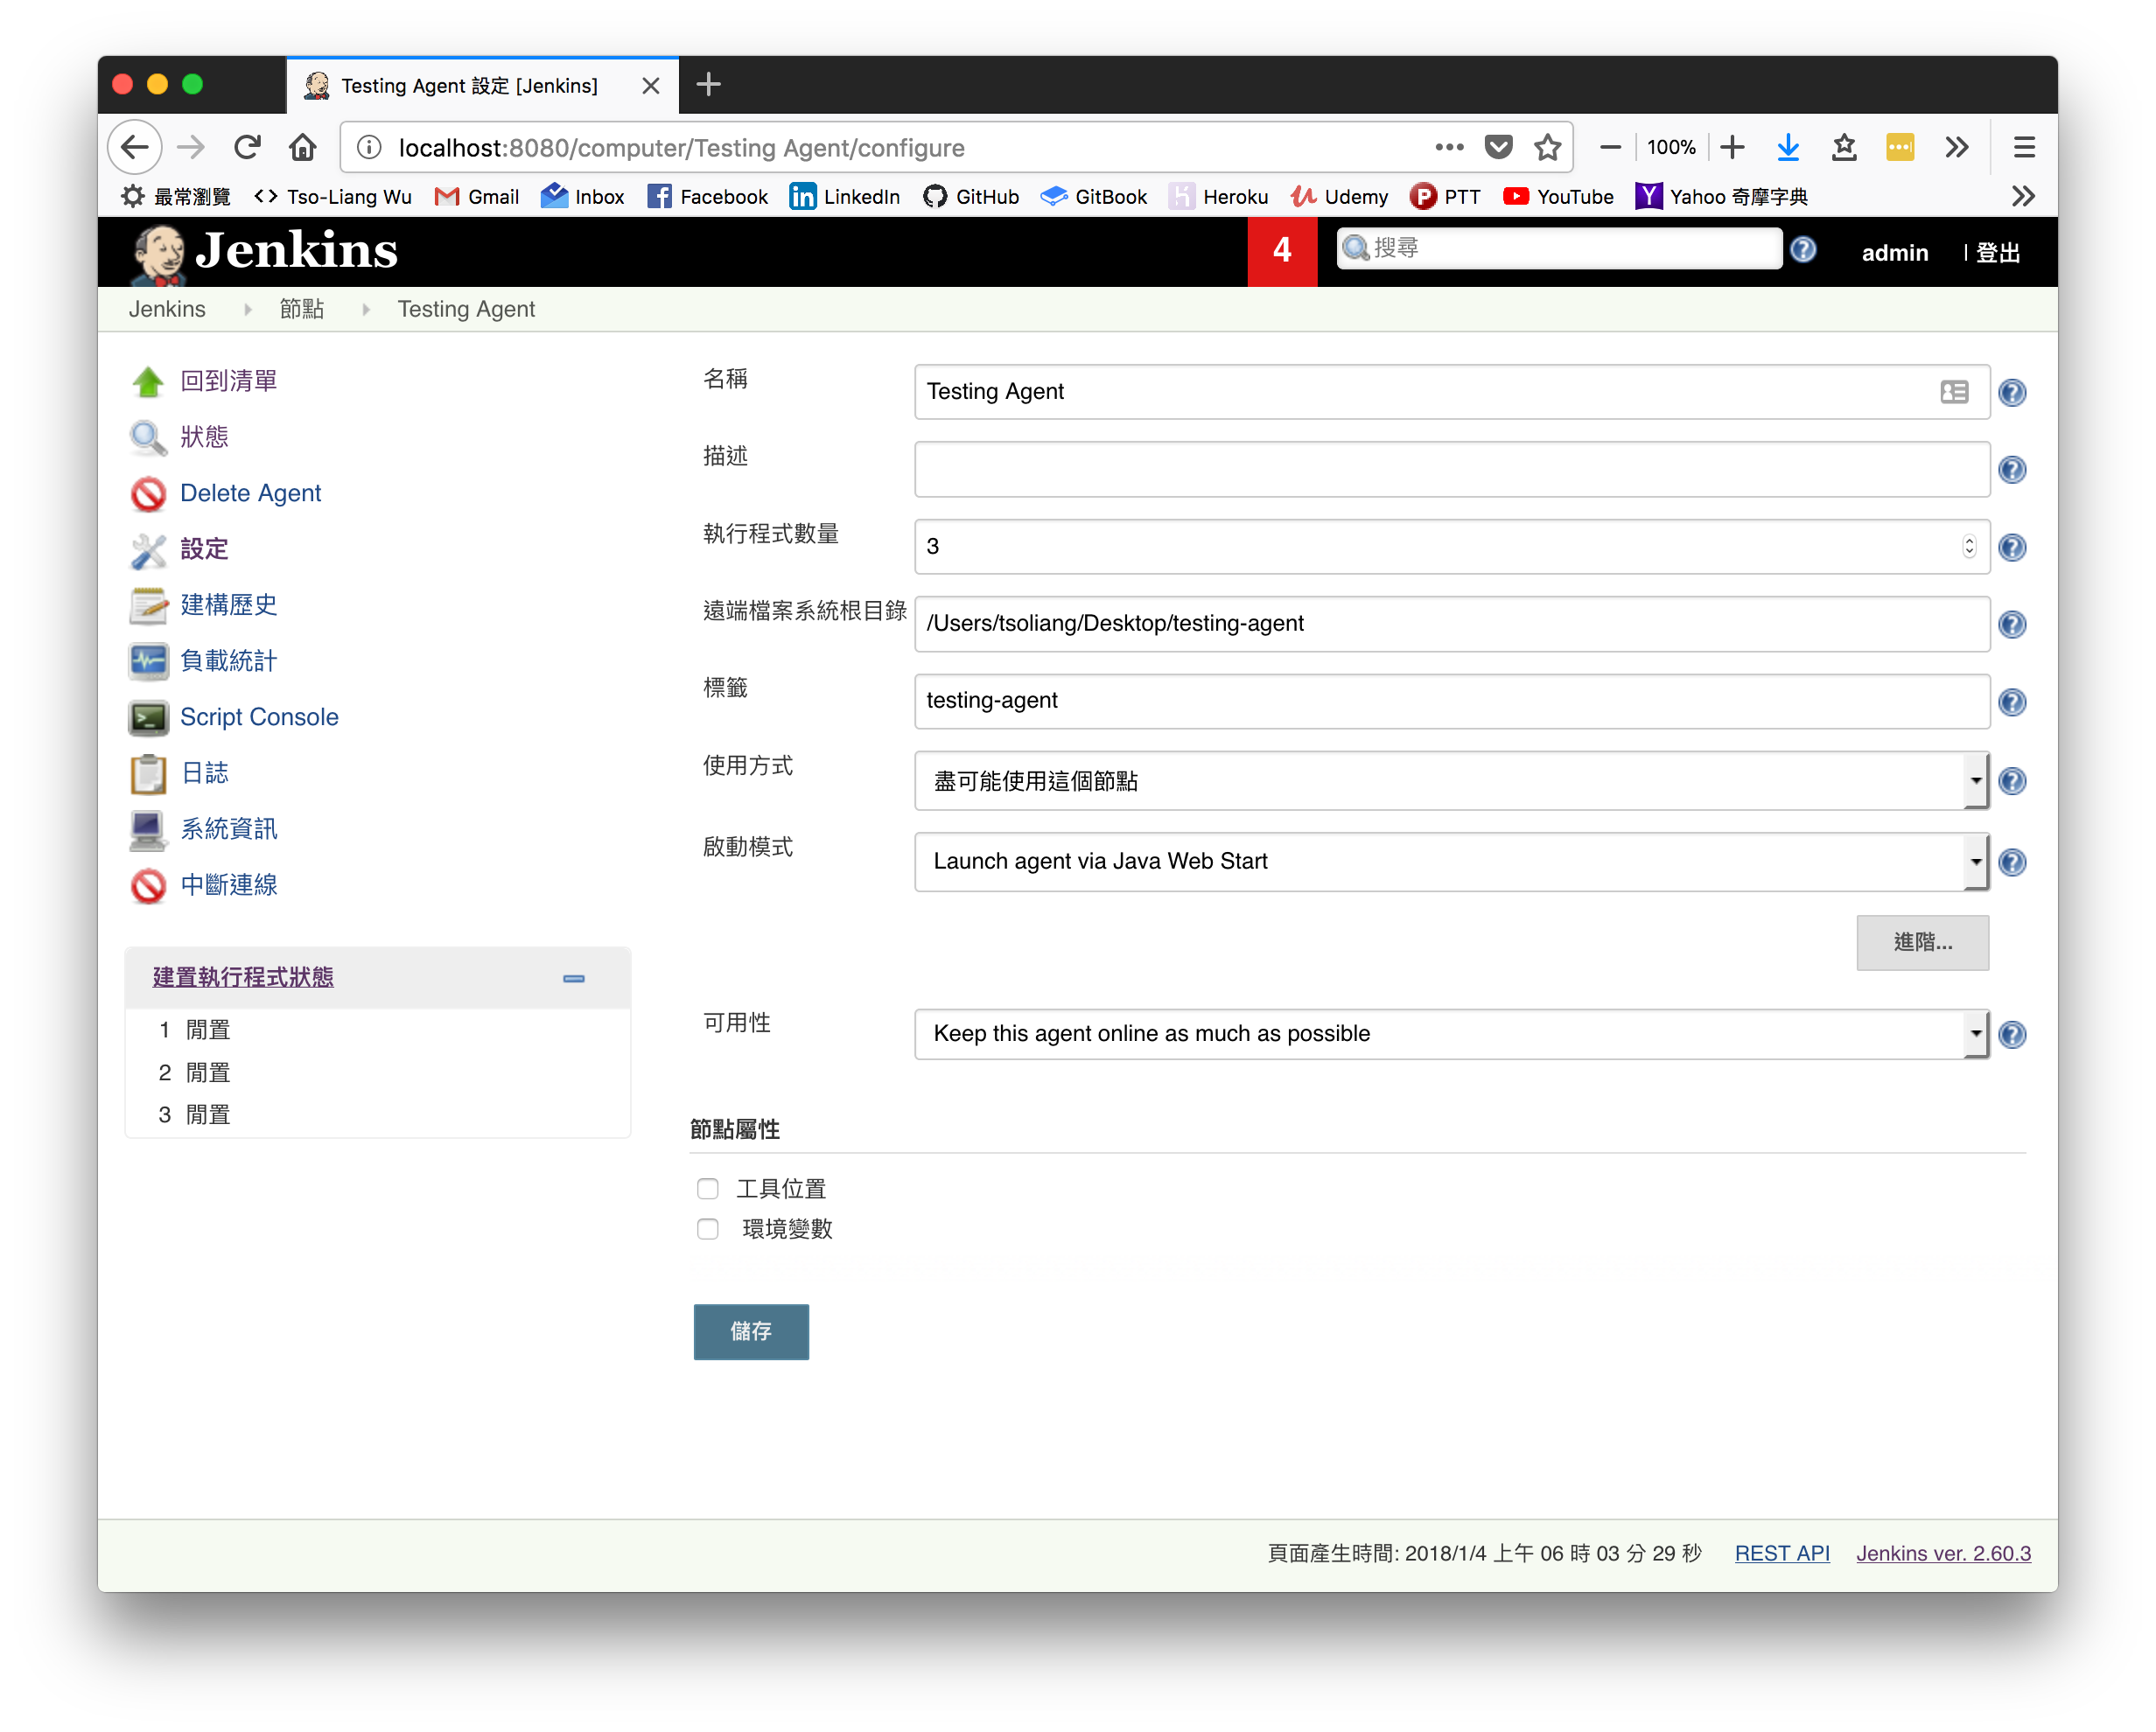 Testing Agent 設定 [Jenkins]
localhost:8080/computer/Testing Agent/configure
100%
最常瀏覽 Tso-Liang Wu Gmail Inbox Facebook LinkedIn GitHub GitBook Heroku Udemy PTT YouTube Yahoo 奇摩字典
Jenkins 4 搜尋 admin | 登出
Jenkins 節點 Testing Agent
回到清單
狀態
Delete Agent
設定
建構歷史
負載統計
Script Console
日誌
系統資訊
中斷連線
建置執行程式狀態
1 閒置
2 閒置
3 閒置
名稱 Testing Agent
描述
執行程式數量 3
遠端檔案系統根目錄 /Users/tsoliang/Desktop/testing-agent
標籤 testing-agent
使用方式 盡可能使用這個節點
啟動模式 Launch agent via Java Web Start
進階...
可用性 Keep this agent online as much as possible
節點屬性
工具位置
環境變數
儲存
頁面產生時間: 2018/1/4 上午 06 時 03 分 29 秒 REST API Jenkins ver. 2.60.3